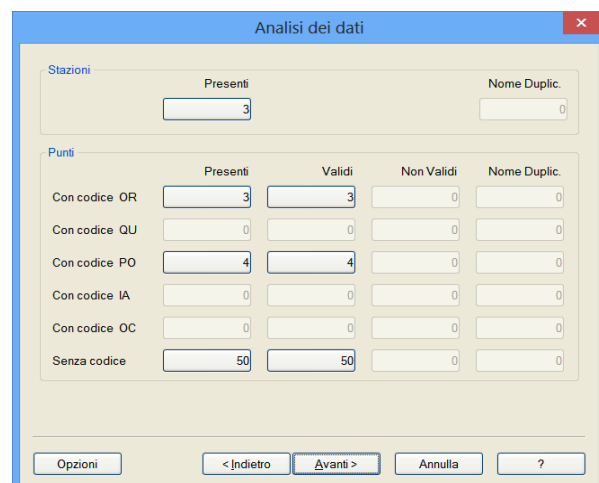 Analisi dei dati
Stazioni
Presenti Nome Duplic.
3 0
Punti
Presenti Validi Non Validi Nome Duplic.
Con codice OR 3 3 0 0
Con codice QU 0 0 0 0
Con codice PO 4 4 0 0
Con codice IA 0 0 0 0
Con codice OC 0 0 0 0
Senza codice 50 50 0 0
Opzioni < Indietro Avanti > Annulla ?